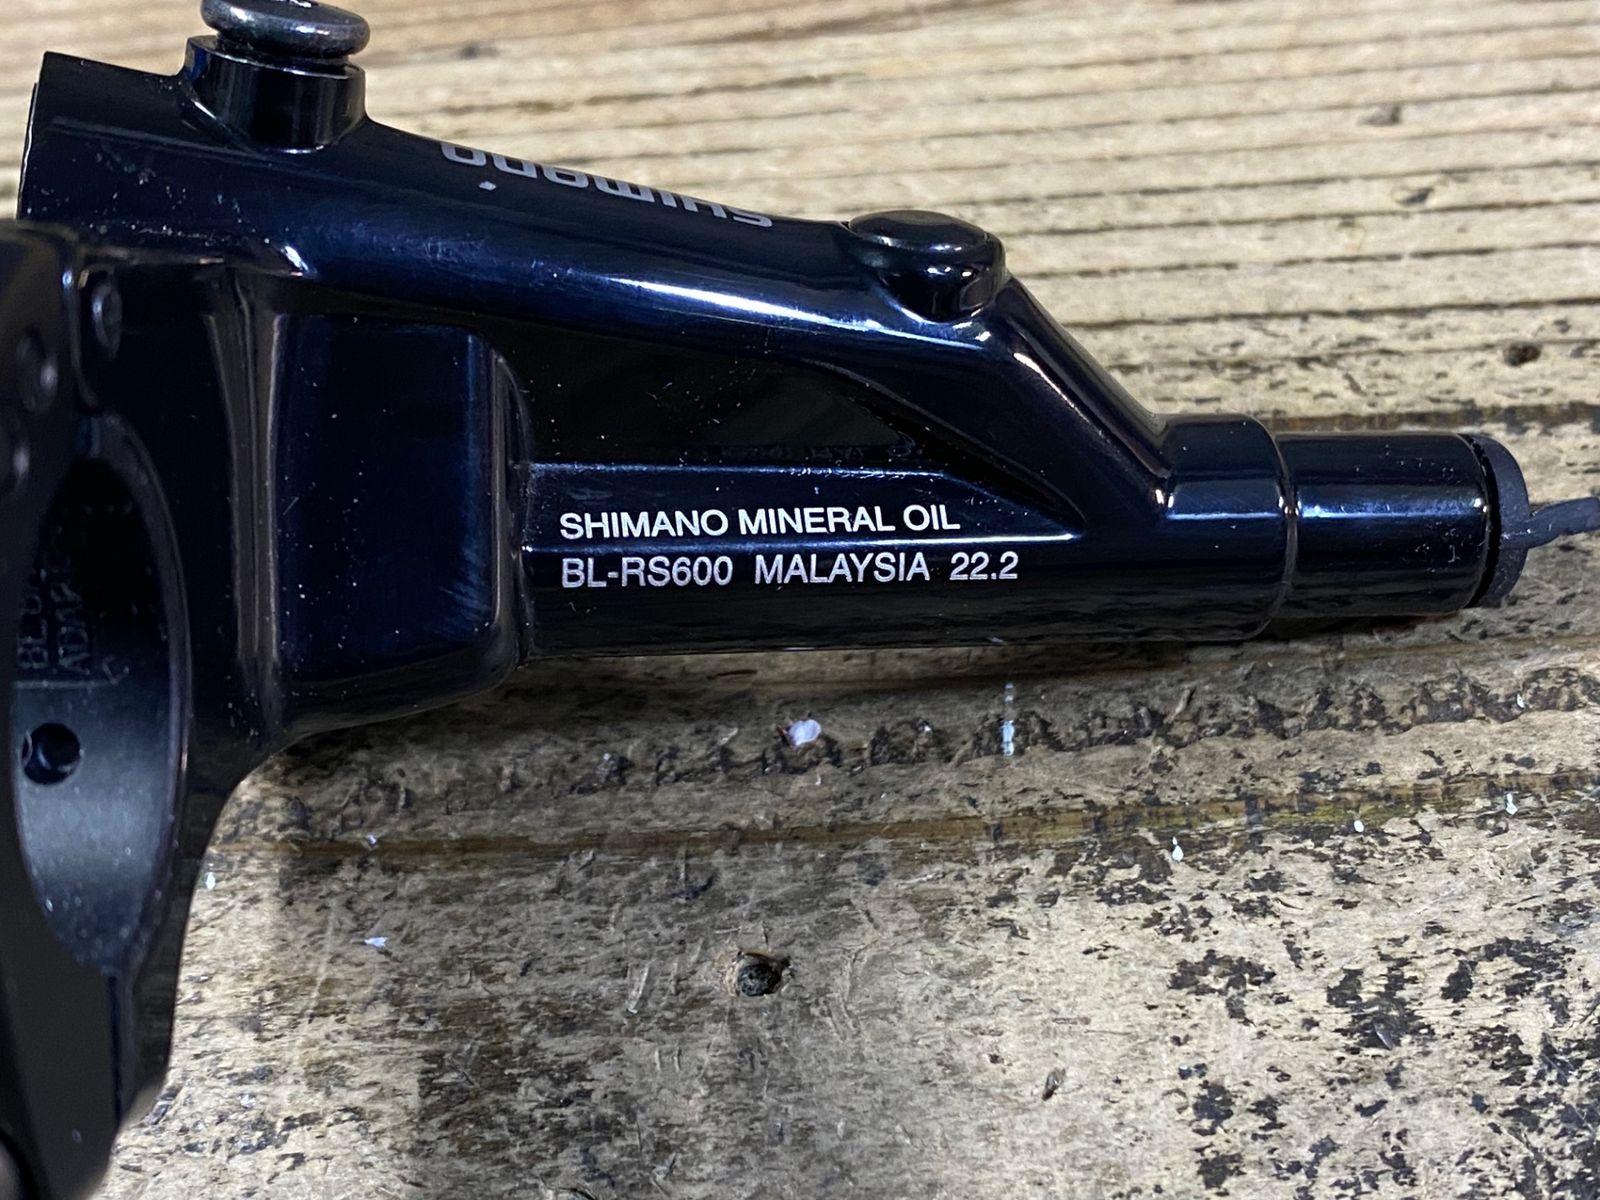 SHIMANO
SHIMANO MINERAL OIL
BL-RS600 MALAYSIA 22.2